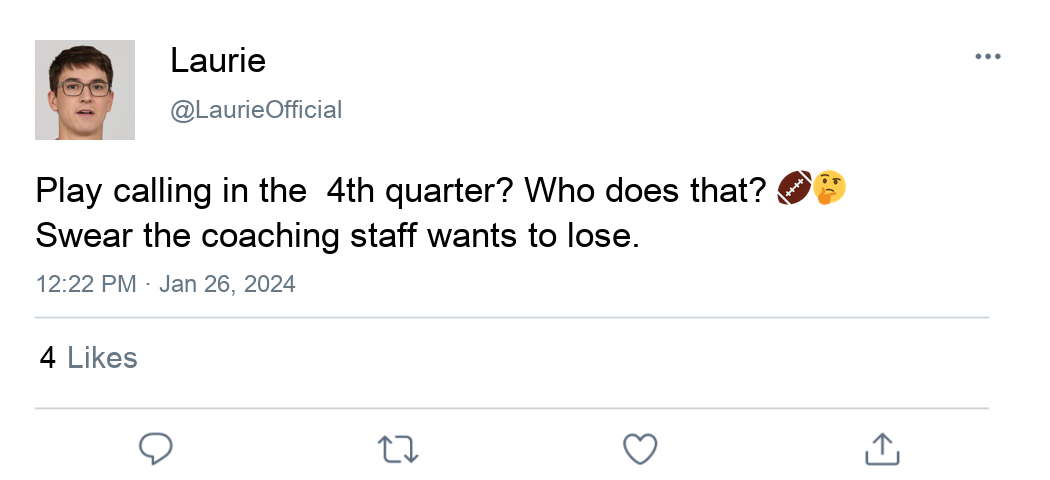 Laurie
@LaurieOfficial
Play calling in the  4th quarter? Who does that? 🏈🤔
Swear the coaching staff wants to lose.
12:22 PM · Jan 26, 2024
4 Likes